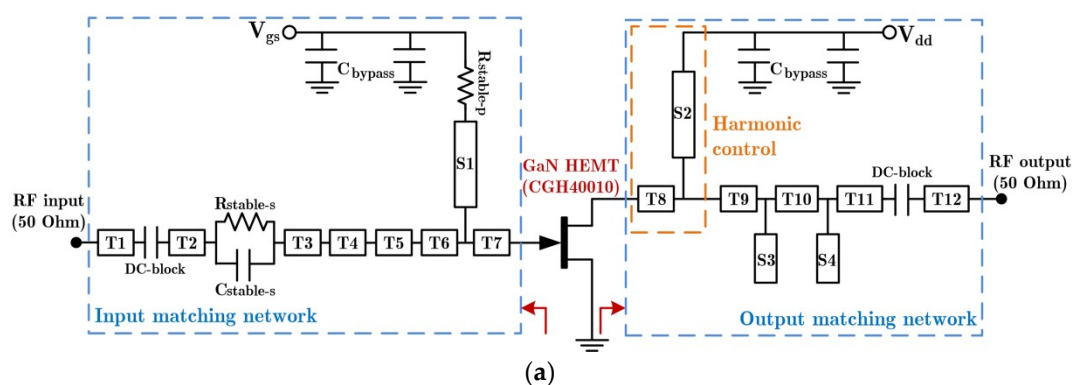 Vgs
Vdd
Cbypass
Rstable-p
S1
S2
Cbypass
Harmonic
control
GaN HEMT
(CGH40010)
RF input
(50 Ohm)
Rstable-s
T1
T2
T3
T4
T5
T6
T7
DC-block
Cstable-s
T8
T9
T10
T11
DC-block
T12
RF output
(50 Ohm)
S3
S4
Input matching network
Output matching network
(a)